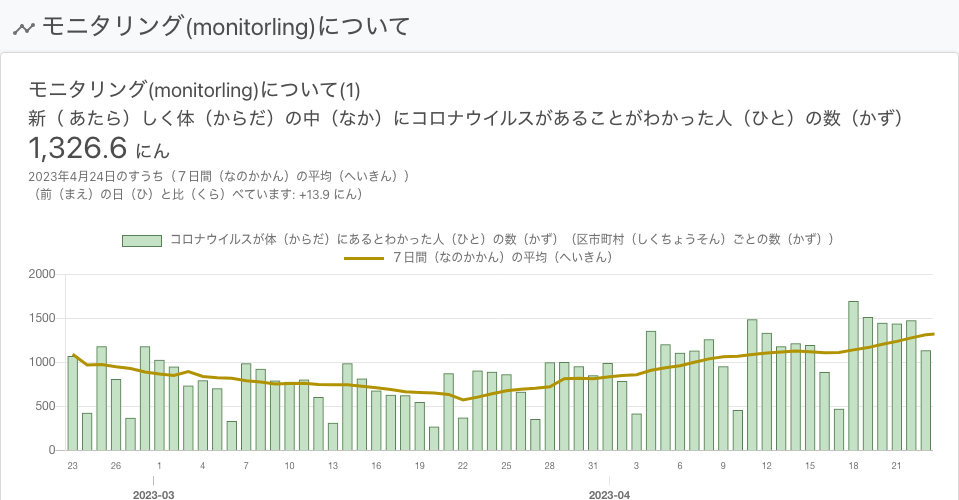 モニタリング(monitorling)について
モニタリング(monitorling)について(1)
新（ あたら）しく体（からだ）の中（なか）にコロナウイルスがあることがわかった人（ひと）の数（かず）
1,326.6 にん
2023年4月24日のすうち（７日間（なのかかん）の平均（へいきん））
（前（まえ）の日（ひ）と比（くら）べています: +13.9 にん）
コロナウイルスが体（からだ）にあるとわかった人（ひと）の数（かず）（区市町村（しくちょうそん）ごとの数（かず））
７日間（なのかかん）の平均（へいきん）
2000
1500
1000
500
0
23 26 1 4 7 10 13 16 19 22 25 28 31 3 6 9 12 15 18 21
2023-03 2023-04